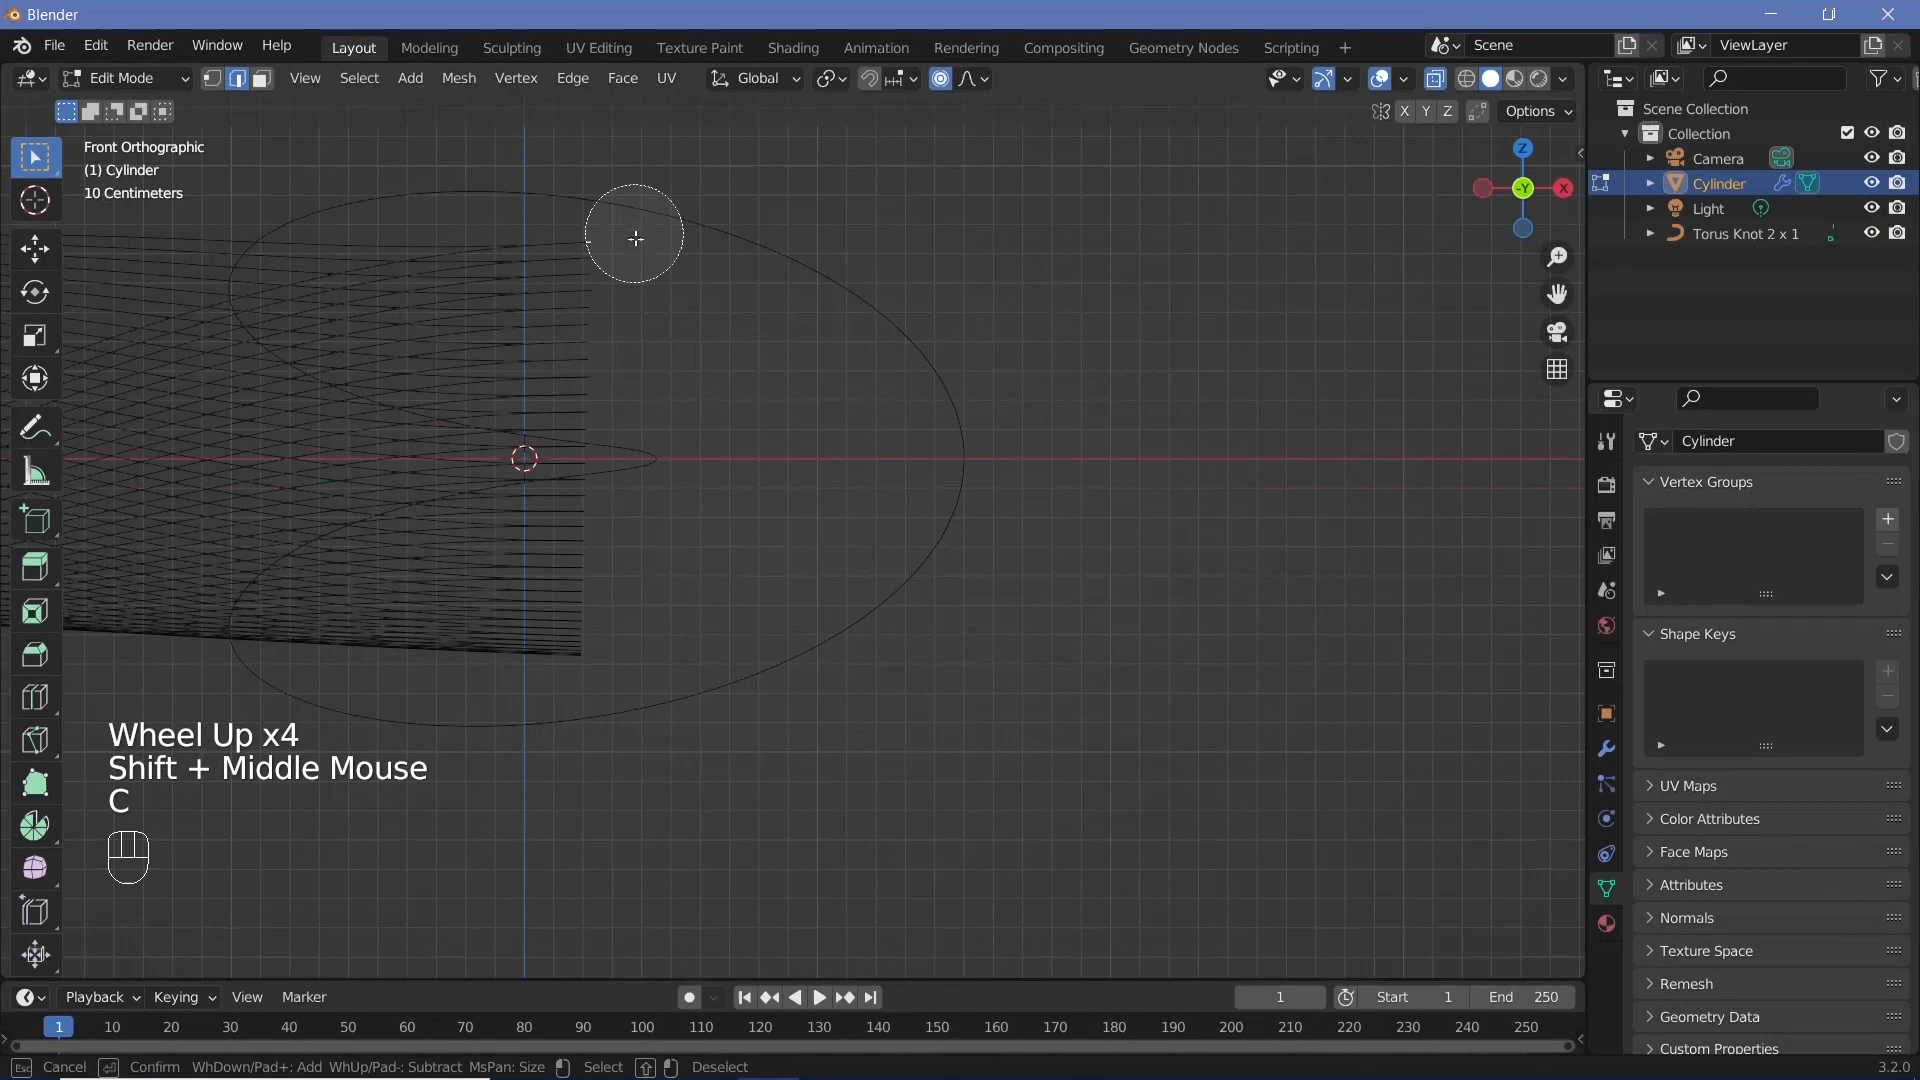 Blender
File Edit Render Window Help
Layout Modeling Sculpting UV Editing Texture Paint Shading Animation Rendering Compositing Geometry Nodes Scripting
Scene
ViewLayer
Edit Mode
View Select Add Mesh Vertex Edge Face UV
Global
X Y Z
Options
Front Orthographic
(1) Cylinder
10 Centimeters
Z
-Y
X
Scene Collection
Collection
Camera
Cylinder
Light
Torus Knot 2 x 1
Cylinder
Vertex Groups
Shape Keys
UV Maps
Color Attributes
Face Maps
Attributes
Normals
Texture Space
Remesh
Geometry Data
Custom Properties
Wheel Up x4
Shift + Middle Mouse
C
Playback Keying View Marker
1
Start 1
End 250
1 10 20 30 40 50 60 70 80 90 100 110 120 130 140 150 160 170 180 190 200 210 220 230 240 250
Esc Cancel Confirm WhDown/Pad+: Add WhUp/Pad-: Subtract MsPan: Size Select Deselect
3.2.0